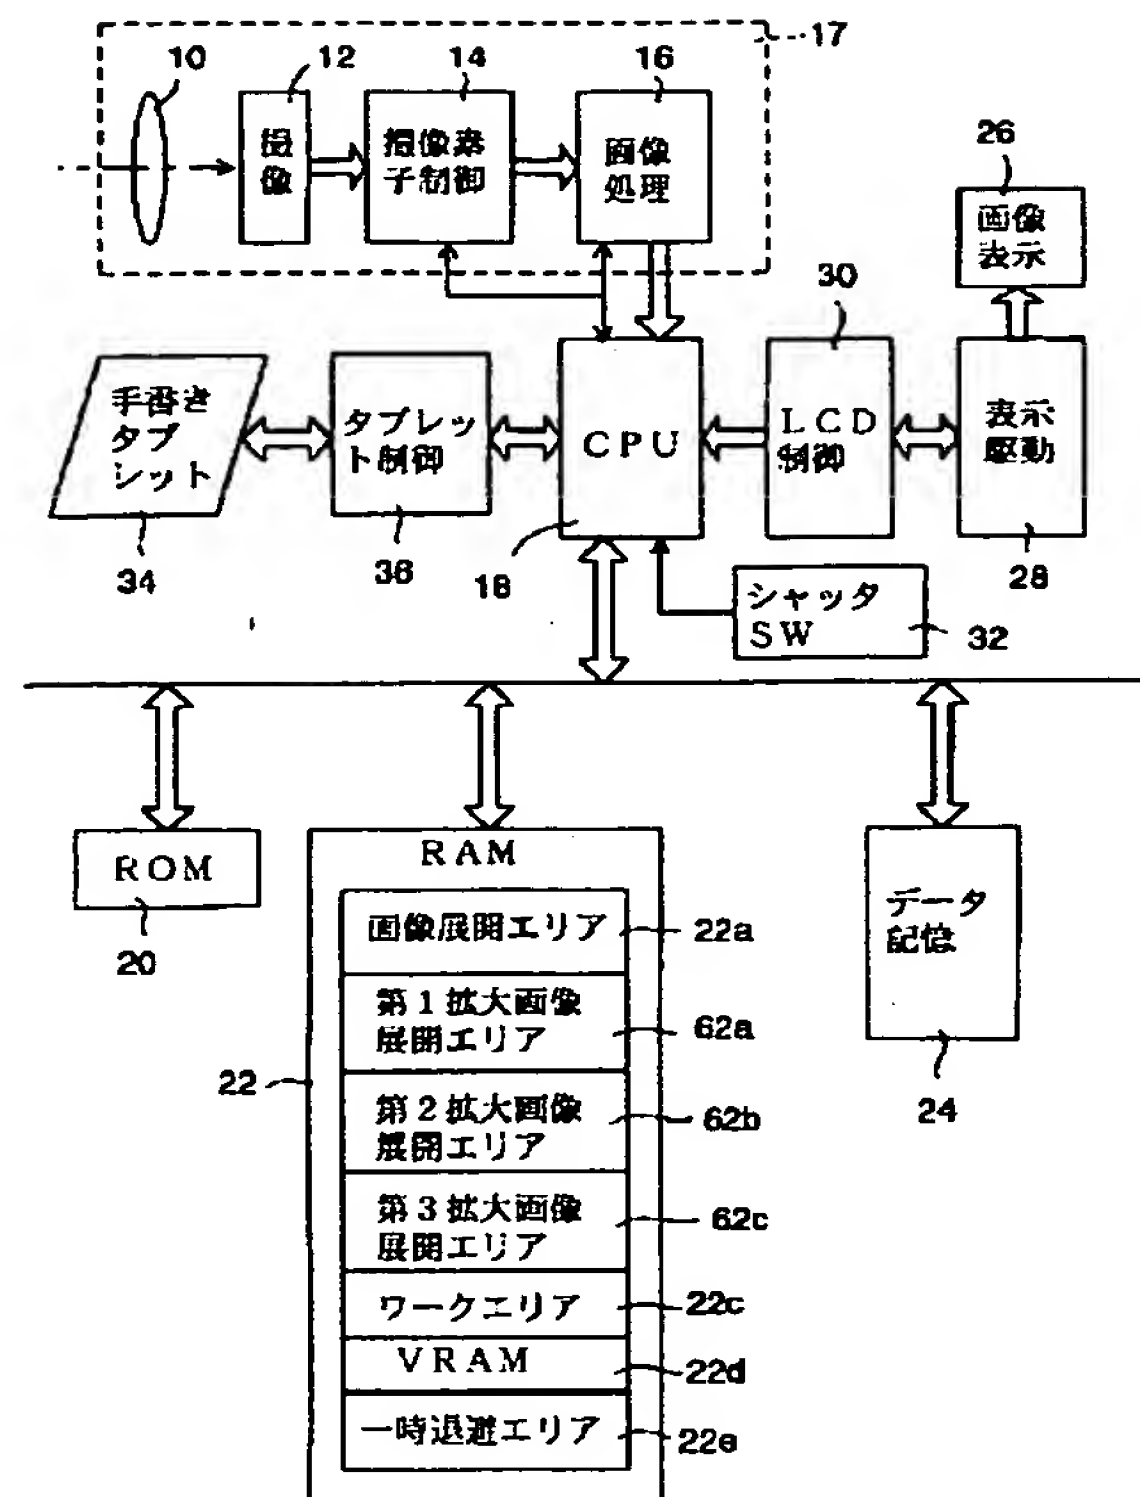 17
10
12
14
16
撮
像
撮像素
子制御
画像
処理
26
画像
表示
30
手書き
タブ
レット
タブレッ
ト制御
CPU
LCD
制御
表示
駆動
34
36
18
28
シャッタ
SW
32
ROM
20
RAM
画像展開エリア
22a
第1拡大画像
展開エリア
62a
22
第2拡大画像
展開エリア
62b
第3拡大画像
展開エリア
62c
ワークエリア
22c
VRAM
22d
一時退避エリア
22e
データ
記憶
24